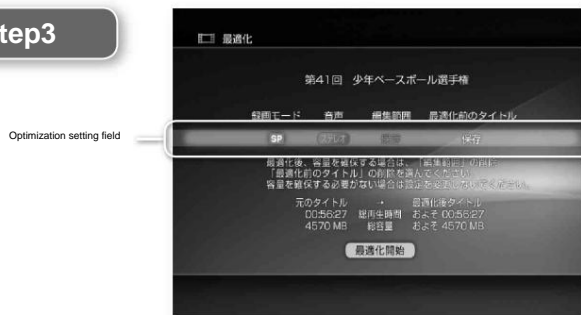 tep3
最適化
第41回 少年ベースボール選手権
録画モード 音声 編集範囲 最適化前のタイトル
Optimization setting field
SP ステレオ 保存
最適化後、容量を確保する場合は、「編集範囲」の削除、
「最適化前のタイトル」の削除を選んでください。
容量を確保する必要がない場合は設定を変更しないでください。
元のタイトル → 最適化後タイトル
00:56:27 総再生時間 およそ 00:56:27
4570 MB 総容量 およそ 4570 MB
最適化開始